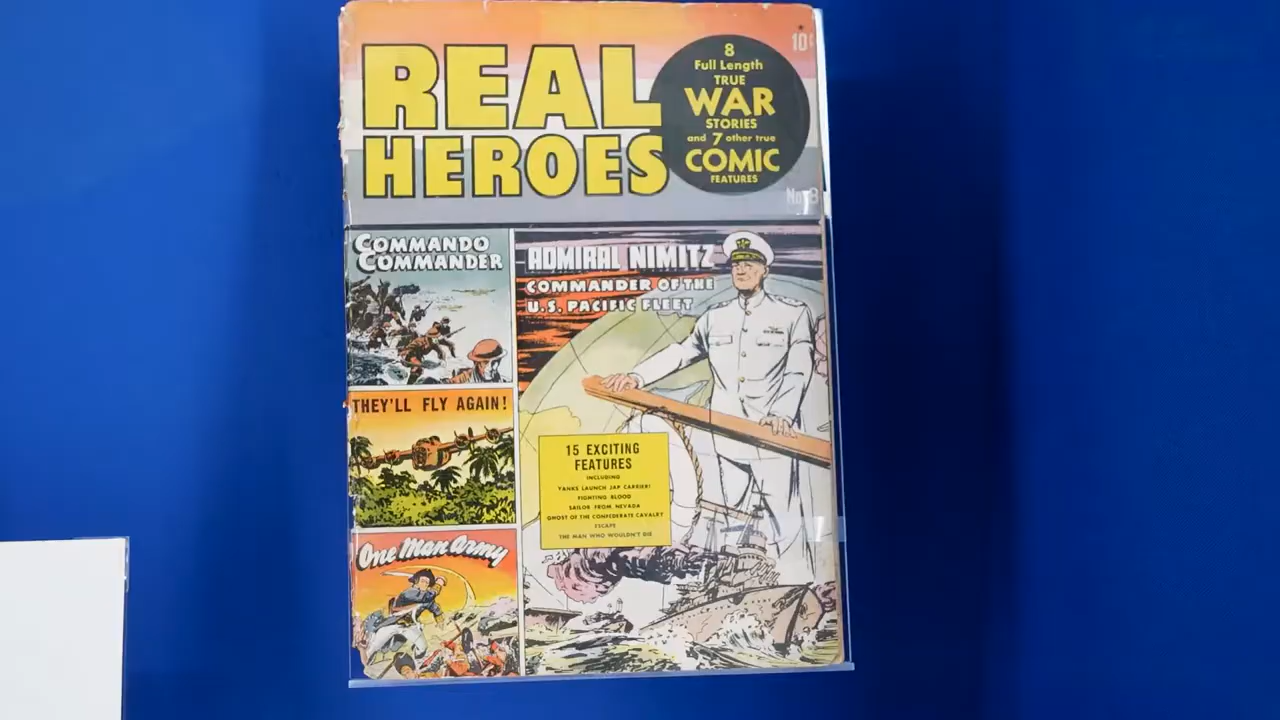 REAL
HEROES
10¢
8
Full Length
TRUE
WAR
STORIES
and 7 other true
COMIC
FEATURES
No. 8
COMMANDO
COMMANDER
THEY'LL FLY AGAIN!
One Man Army
ADMIRAL NIMITZ
COMMANDER OF THE
U.S. PACIFIC FLEET
15 EXCITING
FEATURES
INCLUDING
YANKS LAUNCH JAP CARRIER!
FIGHTING BLOOD
SAILOR FROM NEVADA
GHOST OF THE CONFEDERATE CAVALRY
ESCAPE
THE MAN WHO WOULDN'T DIE